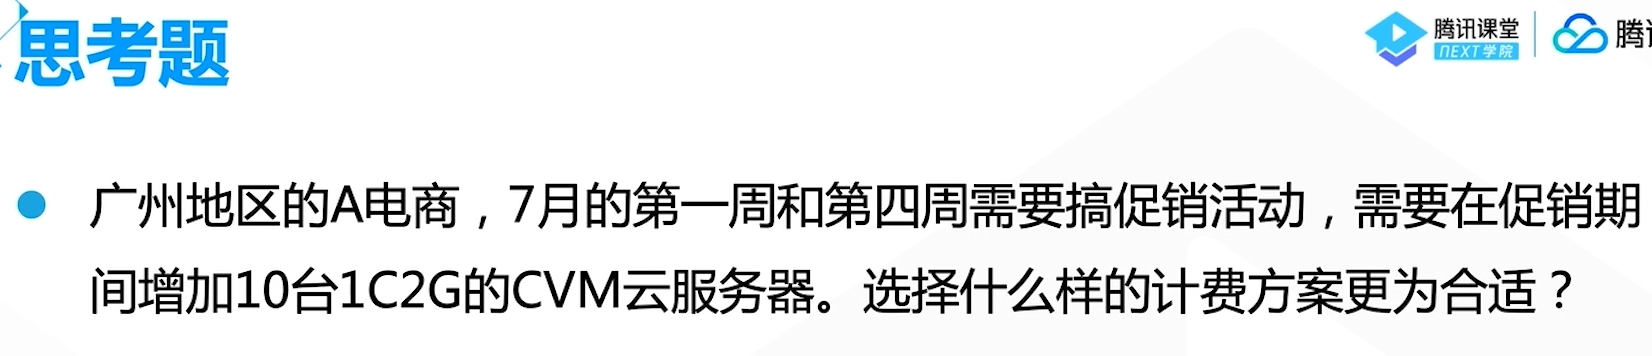 思考题
腾讯课堂
NEXT学院
腾
广州地区的A电商，7月的第一周和第四周需要搞促销活动，需要在促销期
间增加10台1C2G的CVM云服务器。选择什么样的计费方案更为合适？